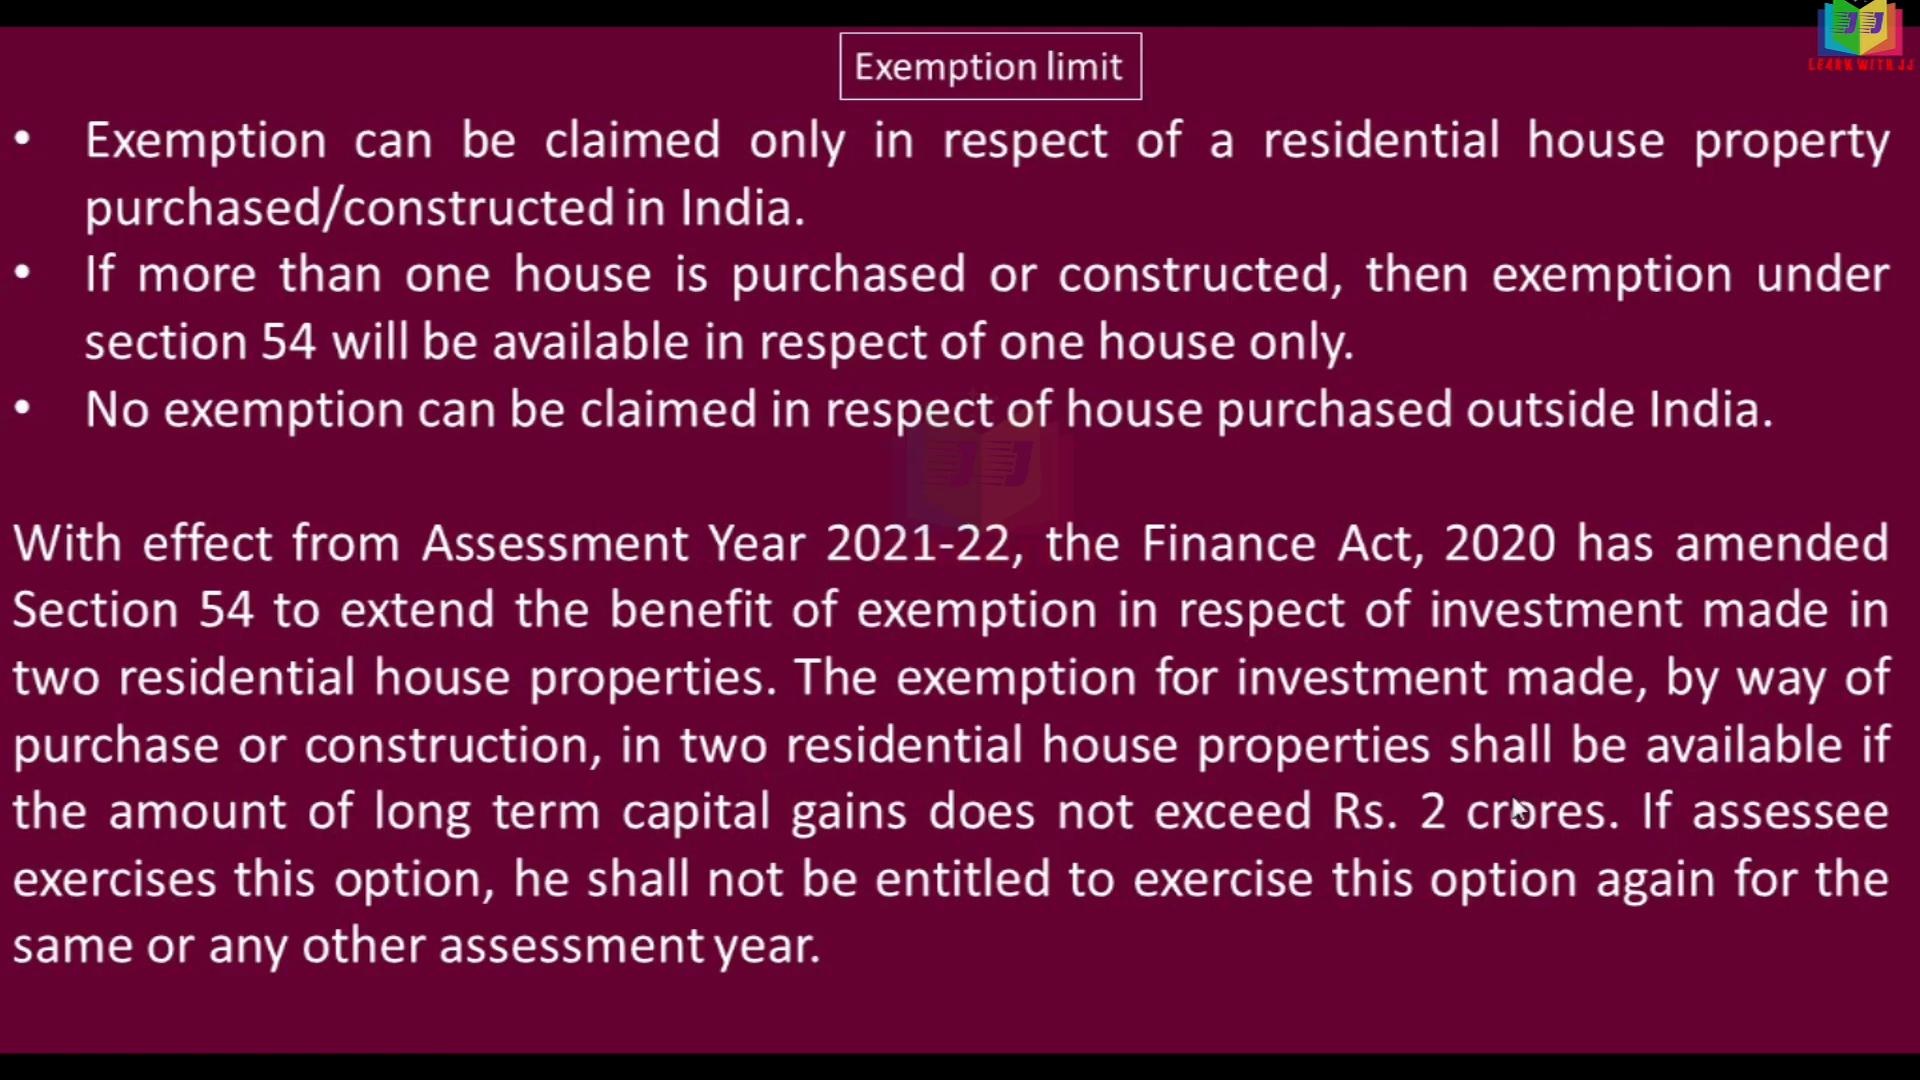 LEARN WITH JJ
Exemption limit
• Exemption can be claimed only in respect of a residential house property
purchased/constructed in India.
• If more than one house is purchased or constructed, then exemption under
section 54 will be available in respect of one house only.
• No exemption can be claimed in respect of house purchased outside India.
With effect from Assessment Year 2021-22, the Finance Act, 2020 has amended
Section 54 to extend the benefit of exemption in respect of investment made in
two residential house properties. The exemption for investment made, by way of
purchase or construction, in two residential house properties shall be available if
the amount of long term capital gains does not exceed Rs. 2 crores. If assessee
exercises this option, he shall not be entitled to exercise this option again for the
same or any other assessment year.